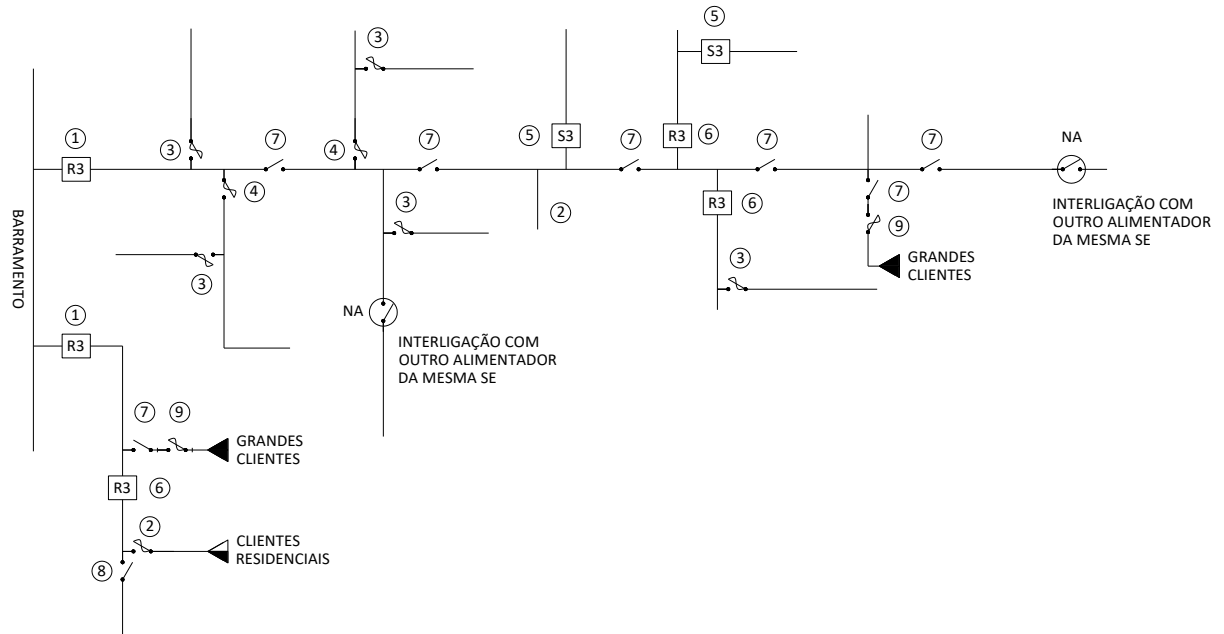 5
S3
3
1
R3
3
7
4
7
5
S3
7
R3
6
7
7
NA
INTERLIGAÇÃO COM
OUTRO ALIMENTADOR
DA MESMA SE
4
3
2
R3
6
7
9
GRANDES
CLIENTES
BARRAMENTO
3
3
1
R3
NA
INTERLIGAÇÃO COM
OUTRO ALIMENTADOR
DA MESMA SE
7
9
GRANDES
CLIENTES
R3
6
2
CLIENTES
RESIDENCIAIS
8